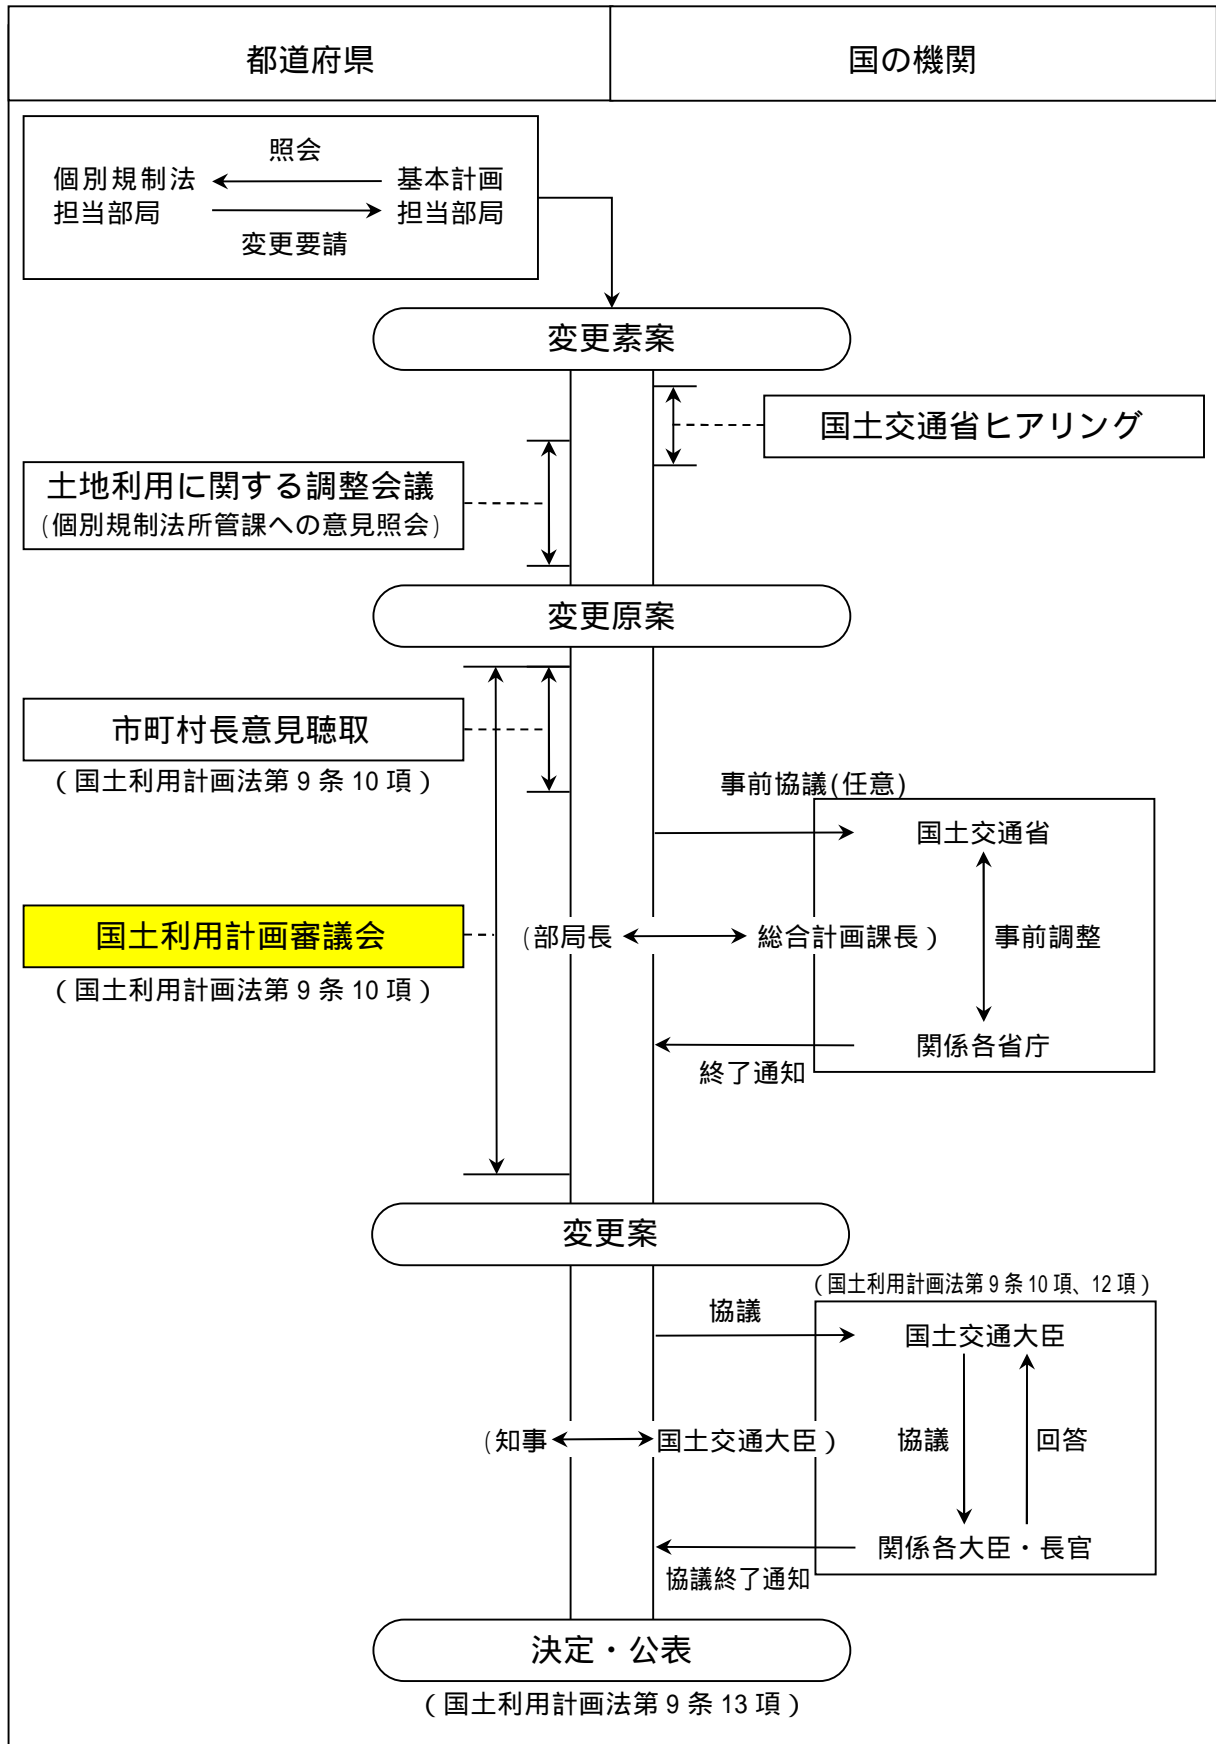 都道府県
国の機関
照会
個別規制法
担当部局
基本計画
担当部局
変更要請
変更素案
国土交通省ヒアリング
土地利用に関する調整会議
(個別規制法所管課への意見照会)
変更原案
市町村長意見聴取
(国土利用計画法第9条10項)
事前協議(任意)
国土交通省
国土利用計画審議会
(国土利用計画法第9条10項)
(部局長
総合計画課長)
事前調整
関係各省庁
終了通知
変更案
(国土利用計画法第9条10項、12項)
協議
国土交通大臣
(知事
国土交通大臣)
協議
回答
関係各大臣・長官
協議終了通知
決定・公表
(国土利用計画法第9条13項)